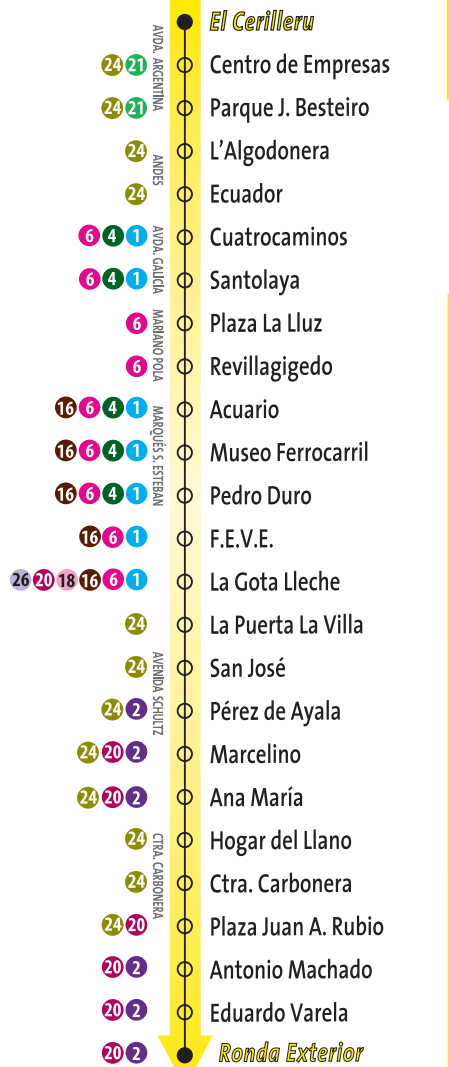 El Cerilleru
24 21 Centro de Empresas
AVDA. ARGENTINA
24 21 Parque J. Besteiro
24 L'Algodonera
ANDES
24 Ecuador
6 4 1 Cuatrocaminos
AVDA. GALICIA
6 4 1 Santolaya
6 Plaza La Lluz
MARIANO POLA
6 Revillagigedo
16 6 4 1 Acuario
MARQUÉS S. ESTEBAN
16 6 4 1 Museo Ferrocarril
16 6 4 1 Pedro Duro
16 6 1 F.E.V.E.
26 20 18 16 6 1 La Gota Lleche
24 La Puerta La Villa
24 San José
AVENIDA SCHULTZ
24 2 Pérez de Ayala
24 20 2 Marcelino
24 20 2 Ana María
24 Hogar del Llano
CTRA. CARBONERA
24 Ctra. Carbonera
24 20 Plaza Juan A. Rubio
20 2 Antonio Machado
20 2 Eduardo Varela
20 2 Ronda Exterior